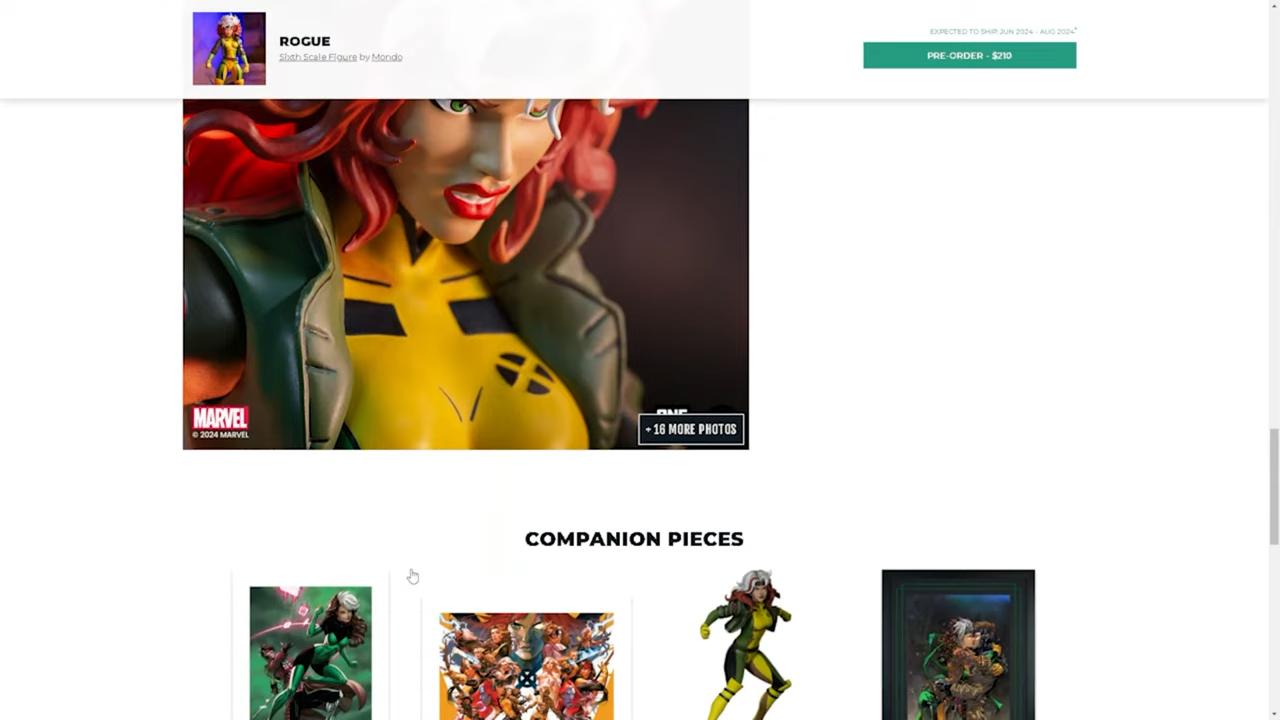 ROGUE
Sixth Scale Figure by Mondo
EXPECTED TO SHIP: JUN 2024 - AUG 2024*
PRE-ORDER - $210
MARVEL
© 2024 MARVEL
+ 16 MORE PHOTOS
COMPANION PIECES